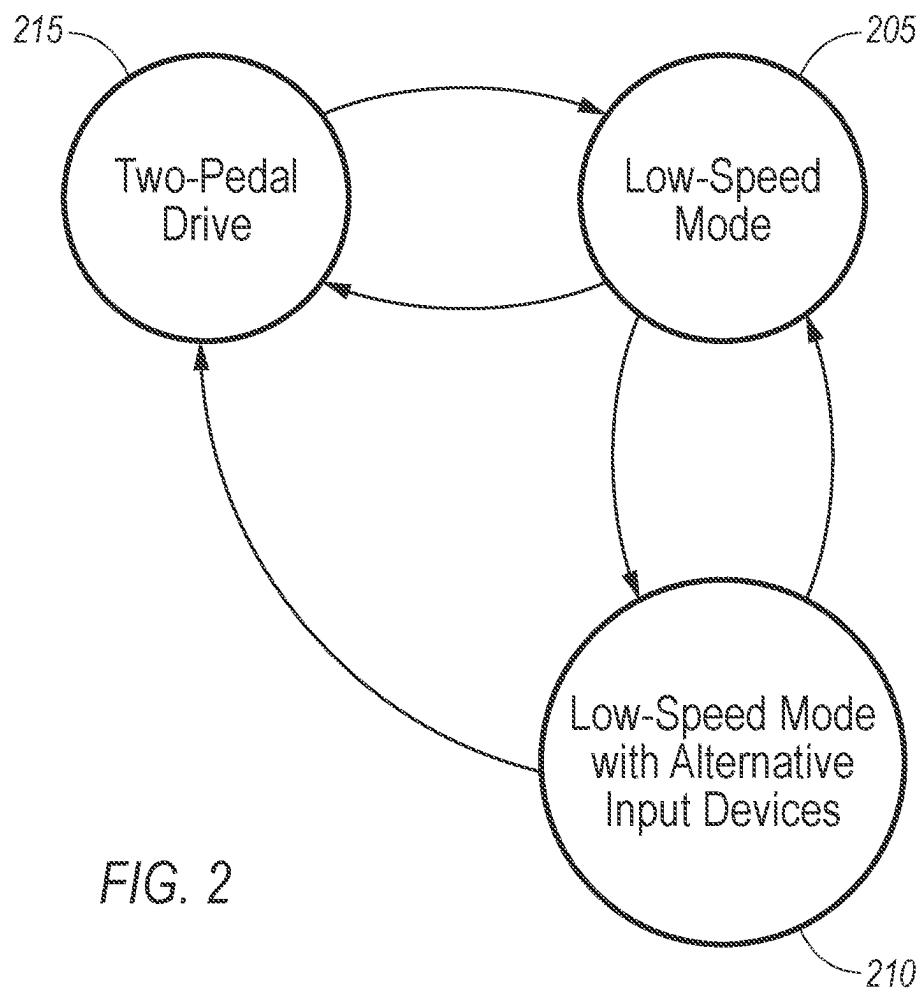 215
205
Two-Pedal
Drive
Low-Speed
Mode
Low-Speed Mode
with Alternative
Input Devices
FIG. 2
210